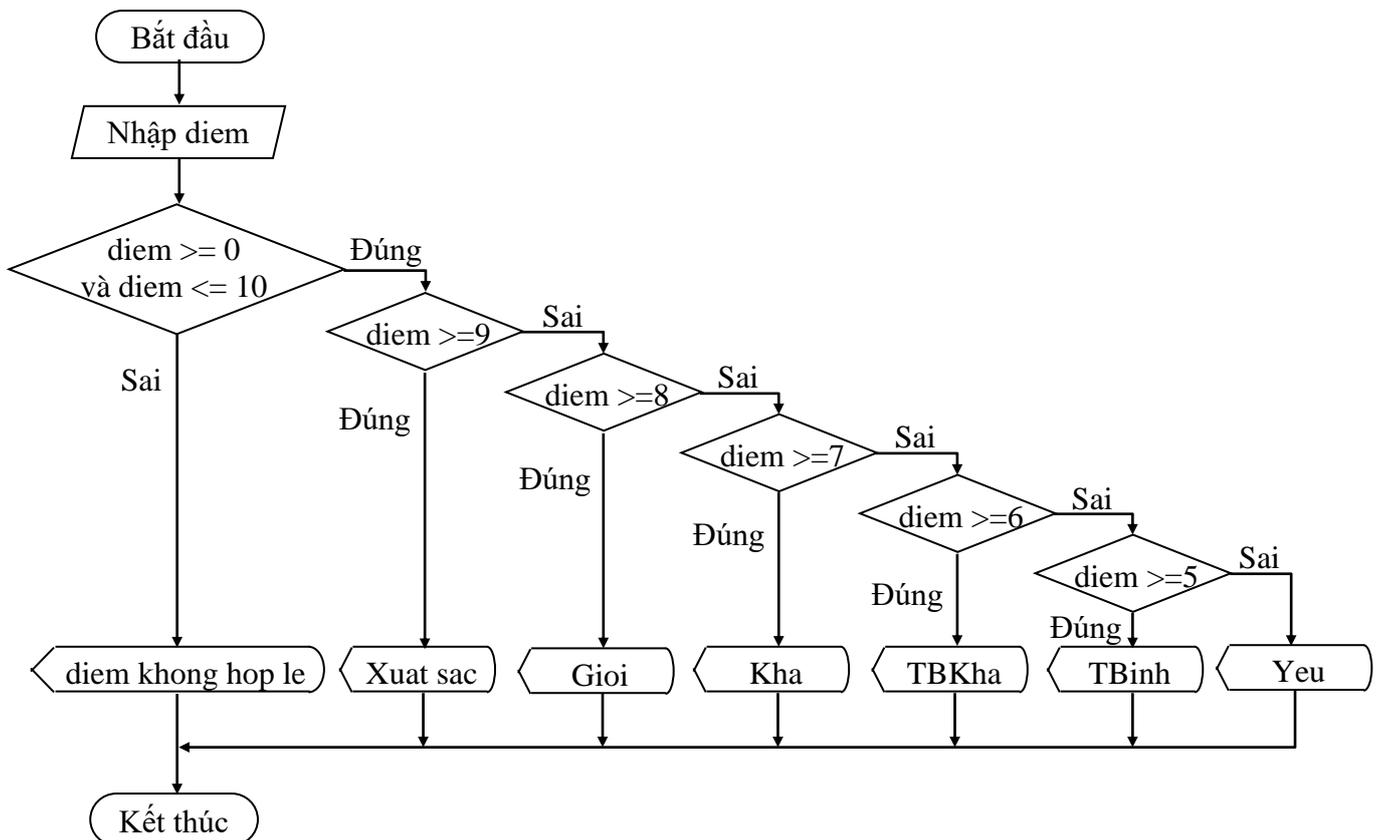 Bắt đầu
Nhập diem
diem >= 0
và diem <= 10
Đúng
Sai
diem >=9
Sai
Đúng
diem >=8
Sai
Đúng
diem >=7
Sai
Đúng
diem >=6
Sai
Đúng
diem >=5
Sai
Đúng
diem khong hop le
Xuat sac
Gioi
Kha
TBKha
TBinh
Yeu
Kết thúc